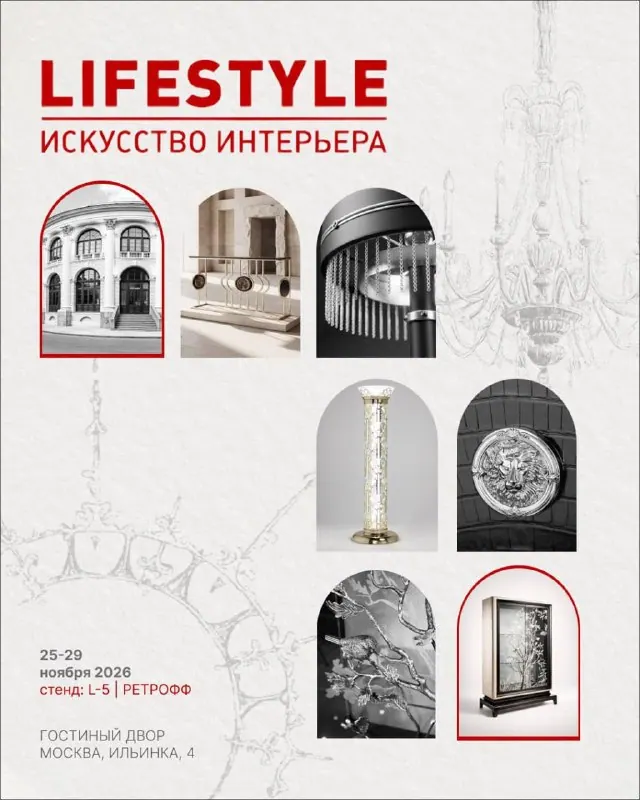 LIFESTYLE
ИСКУССТВО ИНТЕРЬЕРА
25-29
ноября 2026
стенд: L-5 | РЕТРОФФ
ГОСТИНЫЙ ДВОР
МОСКВА, ИЛЬИНКА, 4